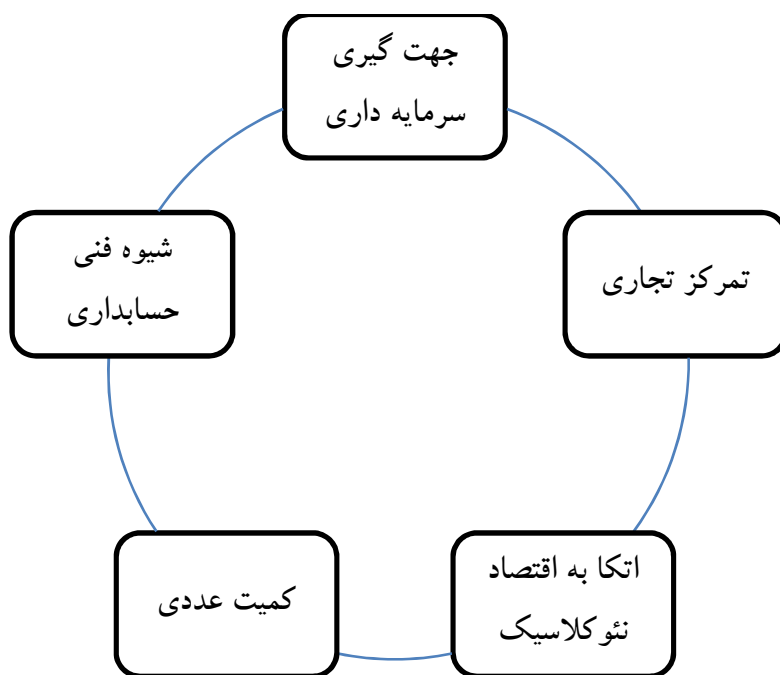 جهت گیری
سرمایه داری
تمرکز تجاری
اتکا به اقتصاد
نئوکلاسیک
کمیت عددی
شیوه فنی
حسابداری